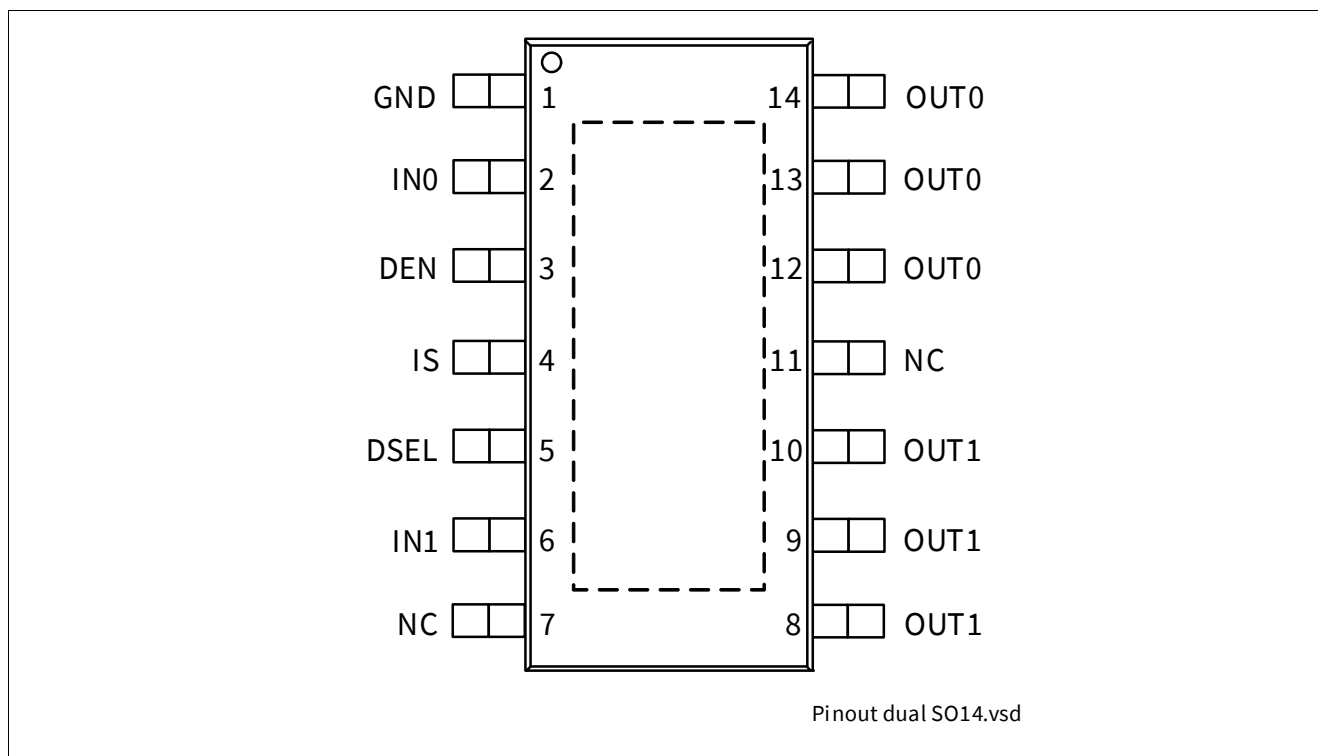 GND 1 14 OUT0
IN0 2 13 OUT0
DEN 3 12 OUT0
IS 4 11 NC
DSEL 5 10 OUT1
IN1 6 9 OUT1
NC 7 8 OUT1
Pinout dual SO14.vsd